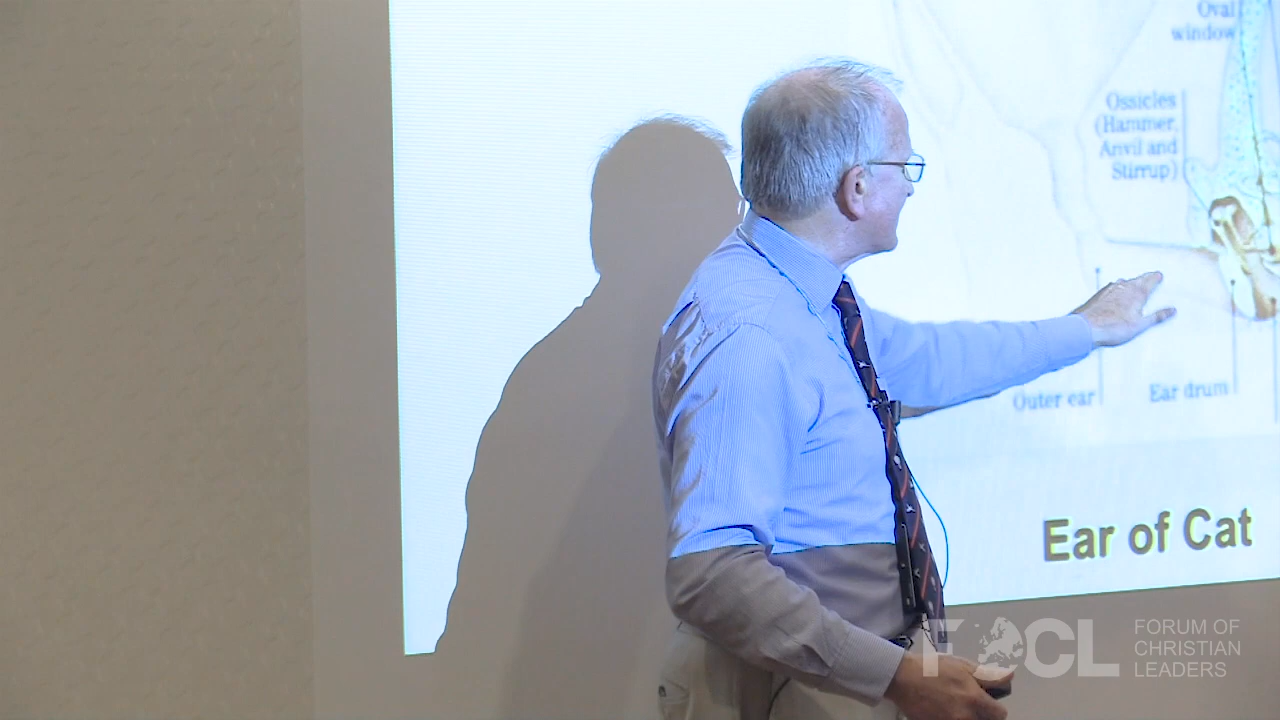 Oval
window
Ossicles
(Hammer,
Anvil and
Stirrup)
Outer ear
Ear drum
Ear of Cat
FOCL
FORUM OF
CHRISTIAN
LEADERS